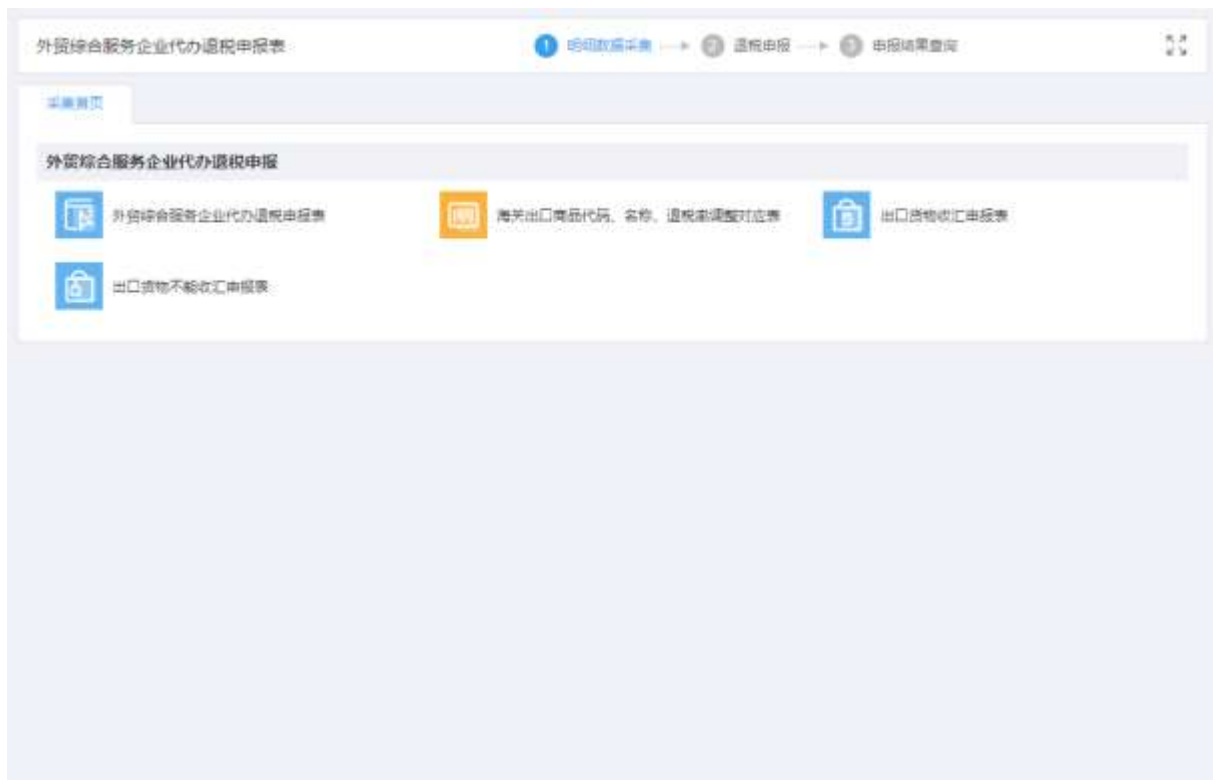 外贸综合服务企业代办退税申报表
1 明细数据采集 2 退税申报 3 申报结果查询
采集首页
外贸综合服务企业代办退税申报
外贸综合服务企业代办退税申报表
海关出口商品代码、名称、退税率调整对应表
出口货物收汇申报表
出口货物不能收汇申报表